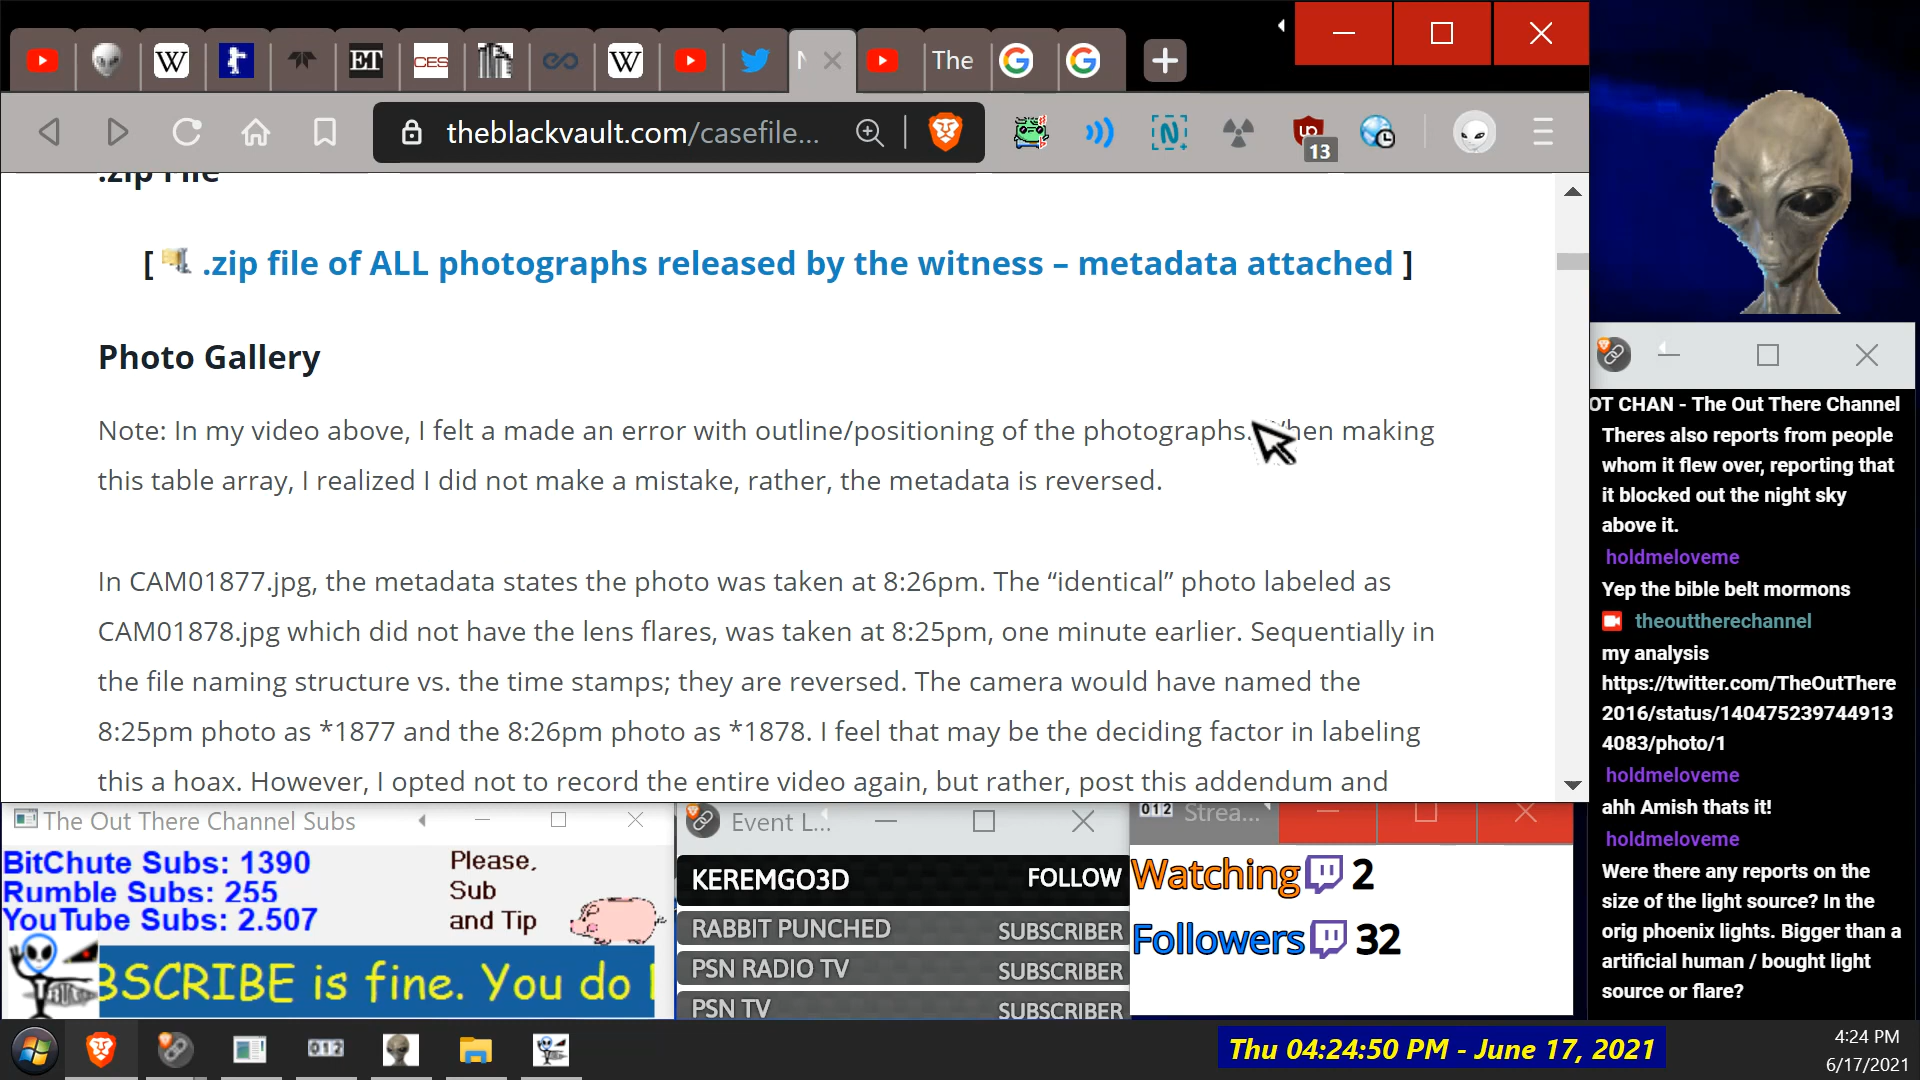 The
theblackvault.com/casefile...
13
.zip File
[ .zip file of ALL photographs released by the witness – metadata attached ]
Photo Gallery
Note: In my video above, I felt a made an error with outline/positioning of the photographs. When making
this table array, I realized I did not make a mistake, rather, the metadata is reversed.
In CAM01877.jpg, the metadata states the photo was taken at 8:26pm. The “identical” photo labeled as
CAM01878.jpg which did not have the lens flares, was taken at 8:25pm, one minute earlier. Sequentially in
the file naming structure vs. the time stamps; they are reversed. The camera would have named the
8:25pm photo as *1877 and the 8:26pm photo as *1878. I feel that may be the deciding factor in labeling
this a hoax. However, I opted not to record the entire video again, but rather, post this addendum and
OT CHAN - The Out There Channel
Theres also reports from people
whom it flew over, reporting that
it blocked out the night sky
above it.
holdmeloveme
Yep the bible belt mormons
theouttherechannel
my analysis
https://twitter.com/TheOutThere
2016/status/140475239744913
4083/photo/1
holdmeloveme
ahh Amish thats it!
holdmeloveme
Were there any reports on the
size of the light source? In the
orig phoenix lights. Bigger than a
artificial human / bought light
source or flare?
The Out There Channel Subs
BitChute Subs: 1390
Rumble Subs: 255
YouTube Subs: 2.507
Please,
Sub
and Tip
BSCRIBE is fine. You do
Event L...
KEREMGO3D FOLLOW
RABBIT PUNCHED SUBSCRIBER
PSN RADIO TV SUBSCRIBER
PSN TV SUBSCRIBER
012 Strea...
Watching 2
Followers 32
012
Thu 04:24:50 PM - June 17, 2021
4:24 PM
6/17/2021